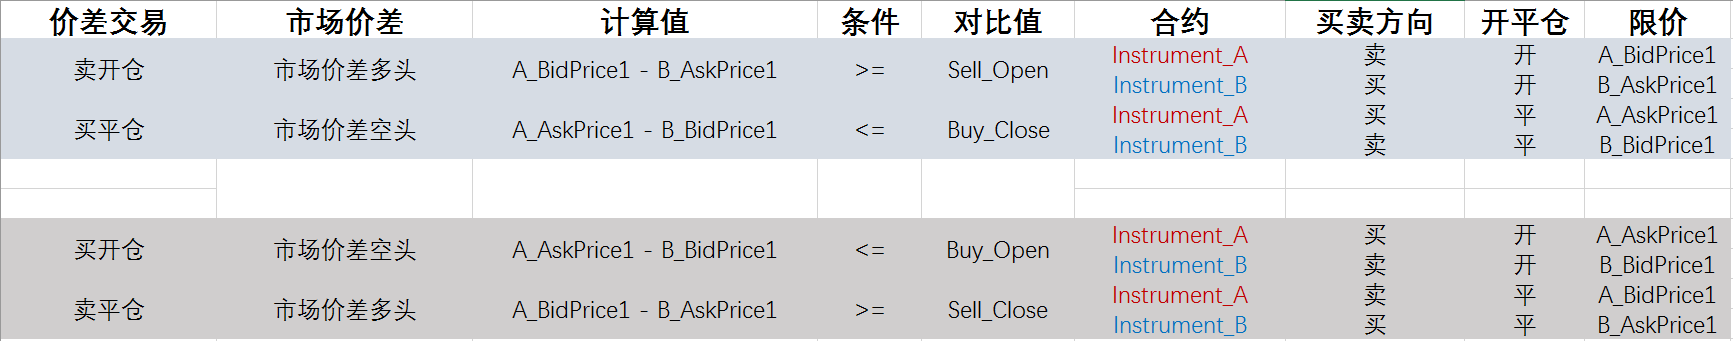 价差交易 市场价差 计算值 条件 对比值 合约 买卖方向 开平仓 限价
卖开仓 市场价差多头 A_BidPrice1 - B_AskPrice1 >= Sell_Open Instrument_A 卖 开 A_BidPrice1
Instrument_B 买 开 B_AskPrice1
买平仓 市场价差空头 A_AskPrice1 - B_BidPrice1 <= Buy_Close Instrument_A 买 平 A_AskPrice1
Instrument_B 卖 平 B_BidPrice1
买开仓 市场价差空头 A_AskPrice1 - B_BidPrice1 <= Buy_Open Instrument_A 买 开 A_AskPrice1
Instrument_B 卖 开 B_BidPrice1
卖平仓 市场价差多头 A_BidPrice1 - B_AskPrice1 >= Sell_Close Instrument_A 卖 平 A_BidPrice1
Instrument_B 买 平 B_AskPrice1